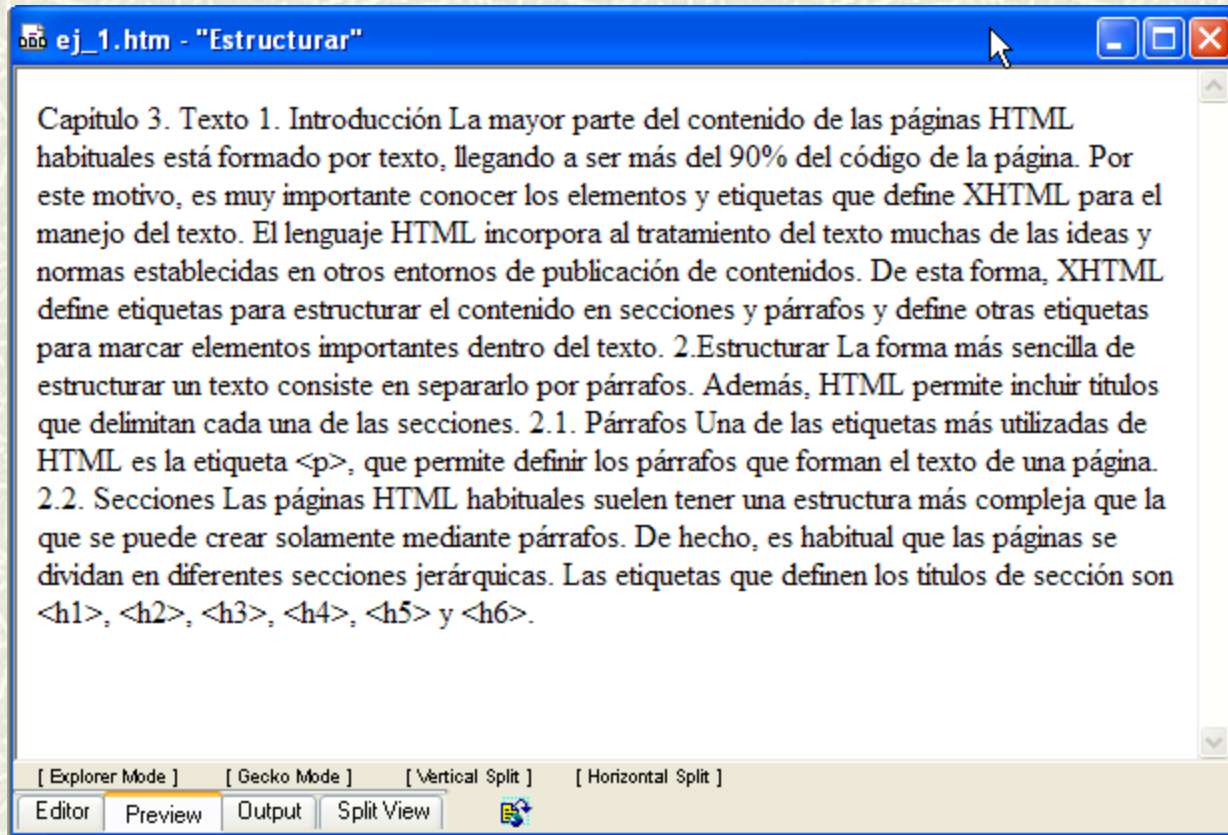 ej_1.htm - "Estructurar"
Capítulo 3. Texto 1. Introducción La mayor parte del contenido de las páginas HTML
habituales está formado por texto, llegando a ser más del 90% del código de la página. Por
este motivo, es muy importante conocer los elementos y etiquetas que define XHTML para el
manejo del texto. El lenguaje HTML incorpora al tratamiento del texto muchas de las ideas y
normas establecidas en otros entornos de publicación de contenidos. De esta forma, XHTML
define etiquetas para estructurar el contenido en secciones y párrafos y define otras etiquetas
para marcar elementos importantes dentro del texto. 2.Estructurar La forma más sencilla de
estructurar un texto consiste en separarlo por párrafos. Además, HTML permite incluir títulos
que delimitan cada una de las secciones. 2.1. Párrafos Una de las etiquetas más utilizadas de
HTML es la etiqueta <p>, que permite definir los párrafos que forman el texto de una página.
2.2. Secciones Las páginas HTML habituales suelen tener una estructura más compleja que la
que se puede crear solamente mediante párrafos. De hecho, es habitual que las páginas se
dividan en diferentes secciones jerárquicas. Las etiquetas que definen los títulos de sección son
<h1>, <h2>, <h3>, <h4>, <h5> y <h6>.
[ Explorer Mode ] [ Gecko Mode ] [ Vertical Split ] [ Horizontal Split ]
Editor Preview Output Split View